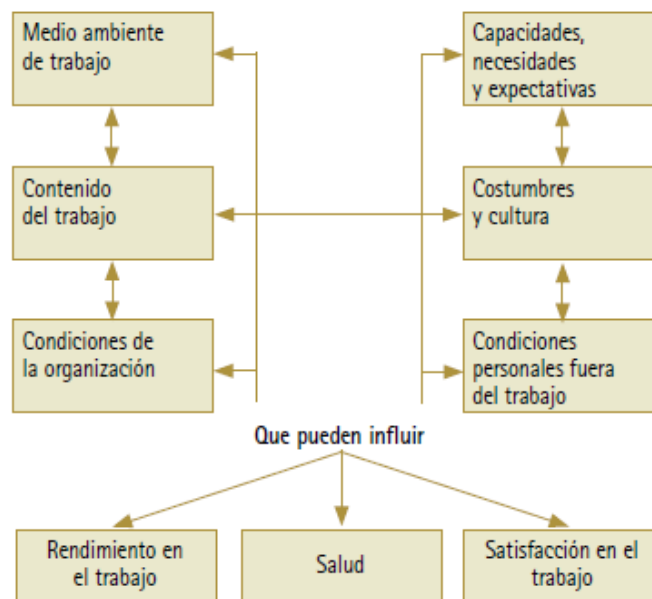 Medio ambiente
de trabajo
Capacidades,
necesidades
y expectativas
Contenido
del trabajo
Costumbres
y cultura
Condiciones de
la organización
Condiciones
personales fuera
del trabajo
Que pueden influir
Rendimiento en
el trabajo
Salud
Satisfacción en el
trabajo